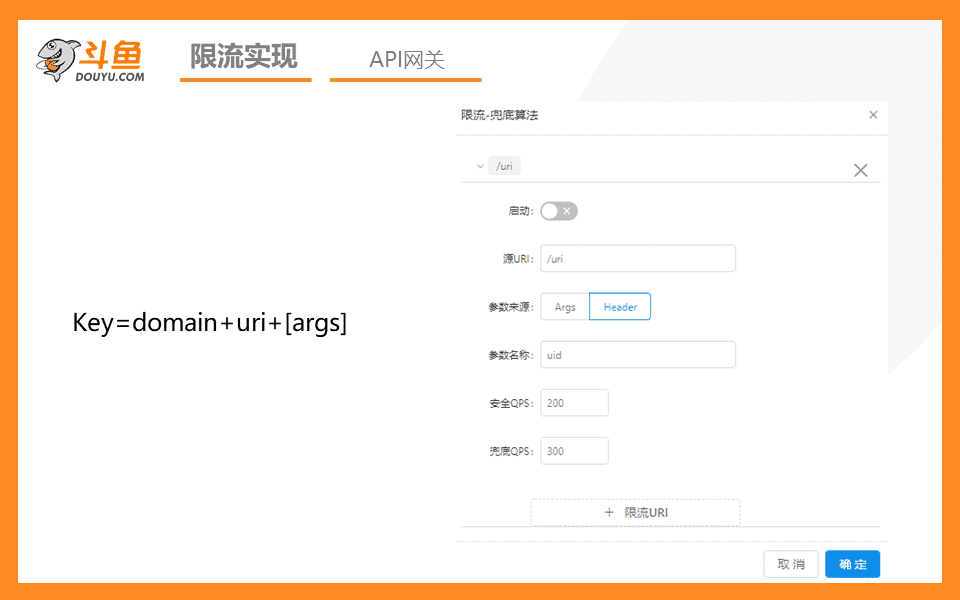 斗鱼
DOUYU.COM
限流实现
API网关
限流-兜底算法
/uri
启动:
源URI: /uri
参数来源: Args Header
Key=domain+uri+[args]
参数名称: uid
安全QPS: 200
兜底QPS: 300
+ 限流URI
取消 确定